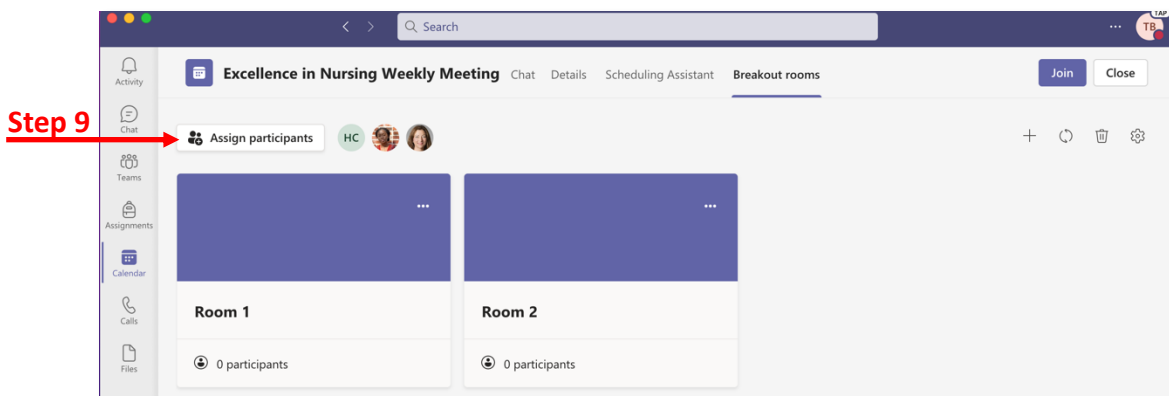 Search
...
TAP
TB
Activity
Excellence in Nursing Weekly Meeting Chat Details Scheduling Assistant Breakout rooms
Join Close
Step 9
Chat
Assign participants HC
Teams
Assignments
Calendar
Room 1 Room 2
Calls
0 participants 0 participants
Files